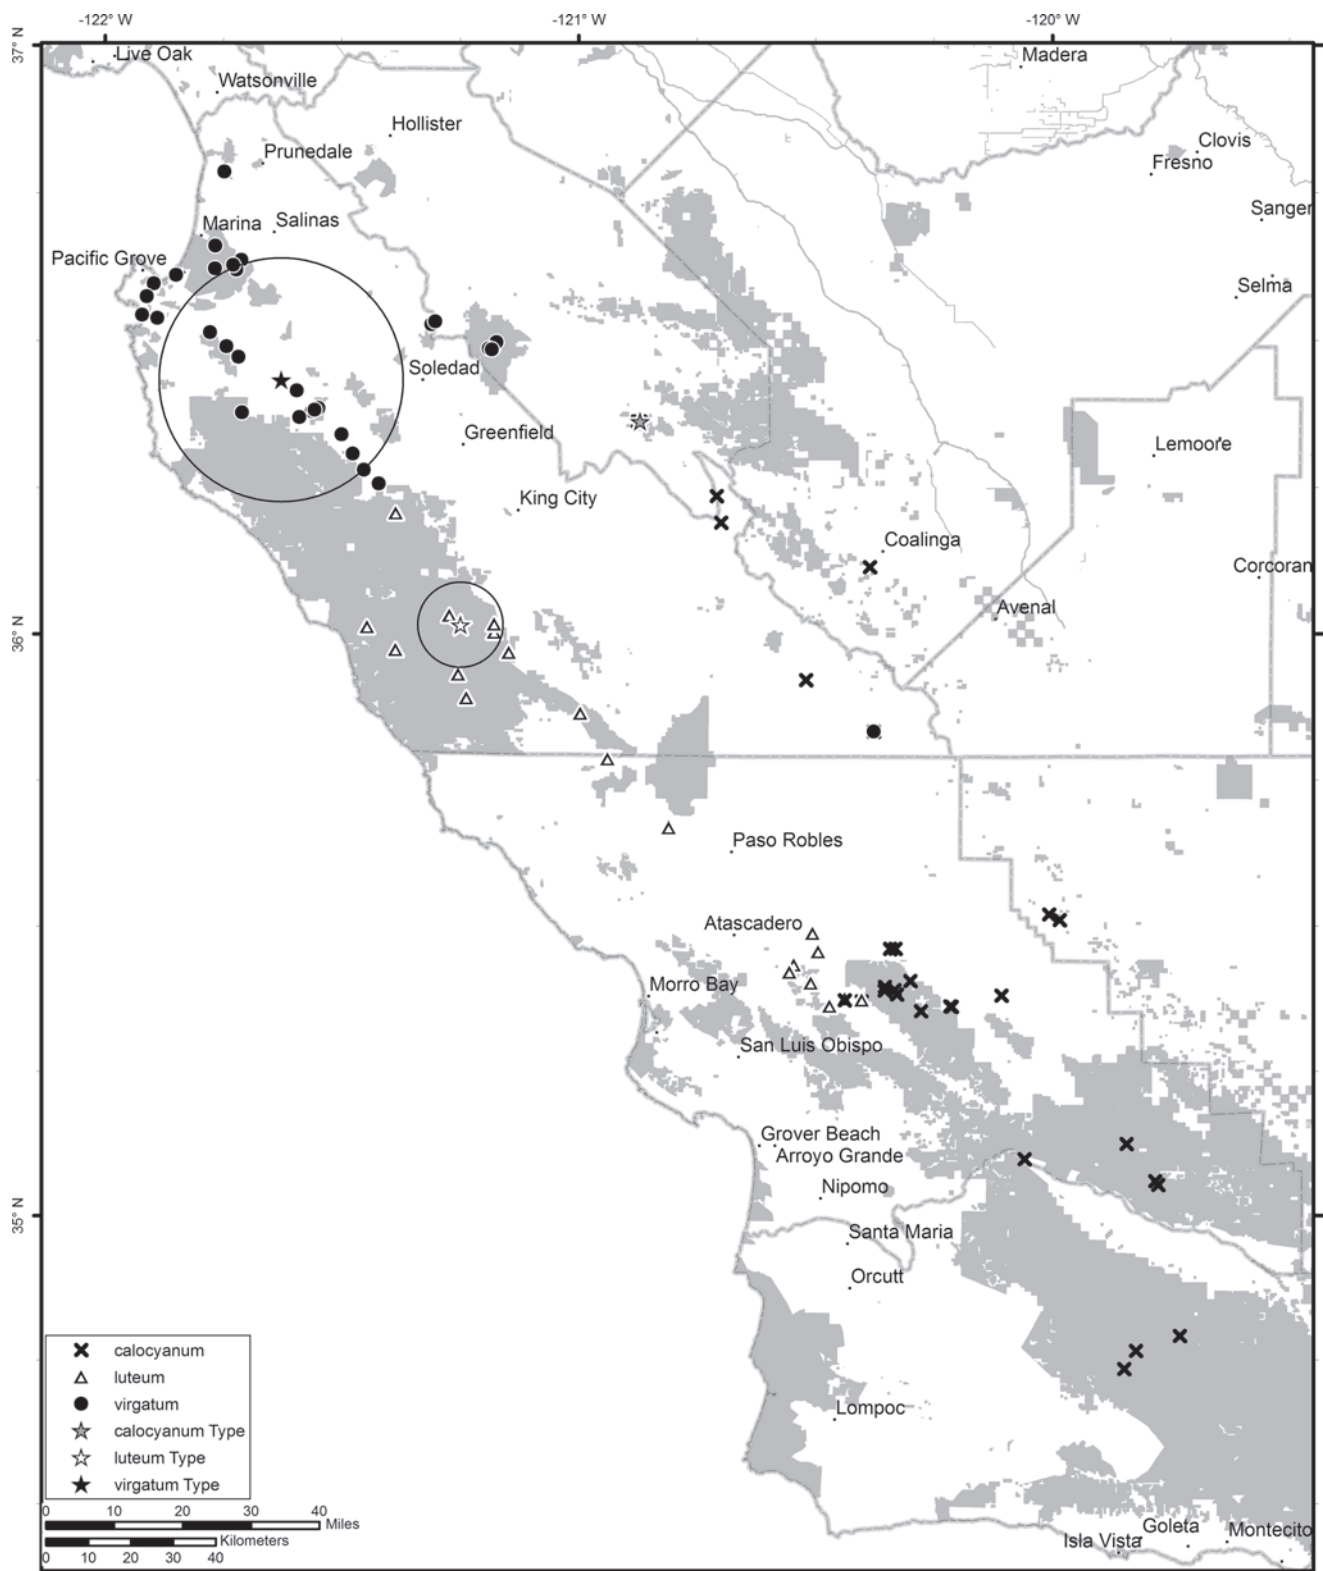 -122° W
-121° W
-120° W
37° N
Live Oak
Madera
Watsonville
Hollister
Prunedale
Clovis
Fresno
Sanger
Marina
Salinas
Pacific Grove
Selma
Soledad
Greenfield
Lemoore
King City
Coalinga
Corcoran
Avenal
36° N
Paso Robles
Atascadero
Morro Bay
San Luis Obispo
Grover Beach
Arroyo Grande
Nipomo
35° N
Santa Maria
Orcutt
Lompoc
Goleta
Isla Vista
Montecito
calocyanum
luteum
virgatum
calocyanum Type
luteum Type
virgatum Type
0 10 20 30 40
Miles
Kilometers
0 10 20 30 40